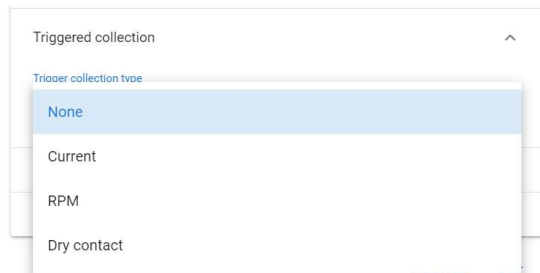 Triggered collection
Trigger collection type
None
Current
RPM
Dry contact